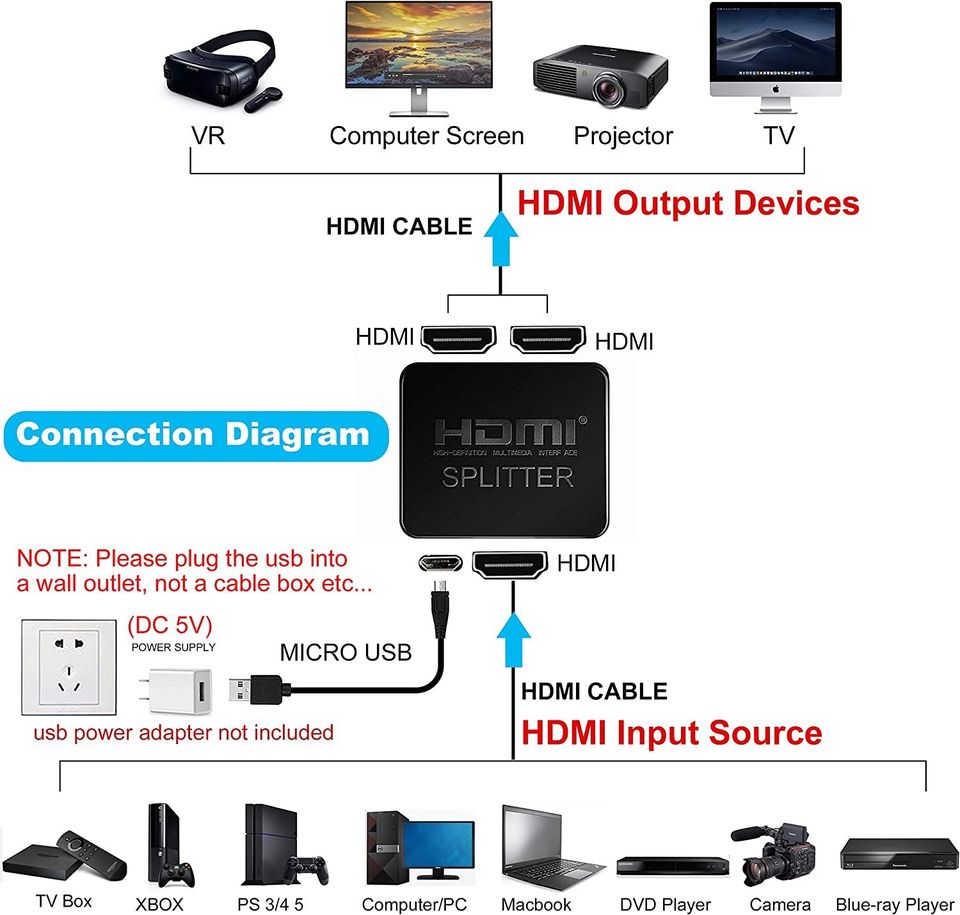 VR
Computer Screen
Projector
TV
HDMI Output Devices
HDMI CABLE
HDMI
HDMI
Connection Diagram
HDMI®
HIGH-DEFINITION MULTIMEDIA INTERF ACE
SPLITTER
NOTE: Please plug the usb into
a wall outlet, not a cable box etc...
HDMI
(DC 5V)
POWER SUPPLY
MICRO USB
usb power adapter not included
HDMI CABLE
HDMI Input Source
TV Box
XBOX
PS 3/4 5
Computer/PC
Macbook
DVD Player
Camera
Blue-ray Player